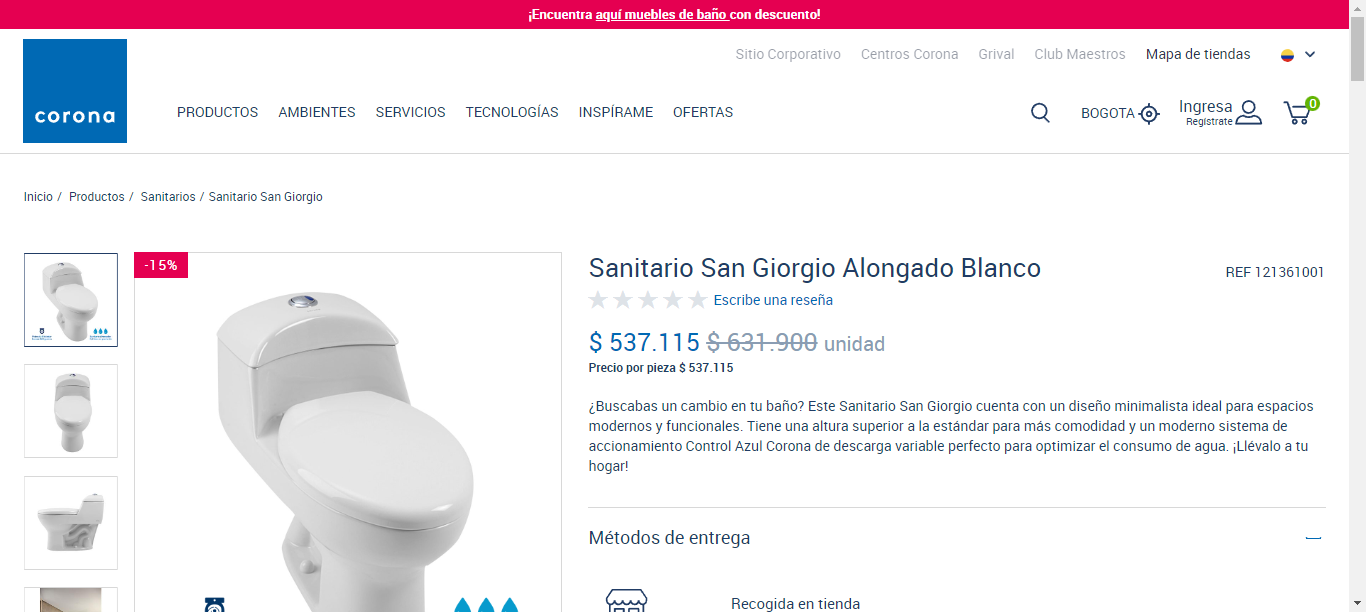 ¡Encuentra aquí muebles de baño con descuento!
Sitio Corporativo Centros Corona Grival Club Maestros Mapa de tiendas
corona
PRODUCTOS AMBIENTES SERVICIOS TECNOLOGÍAS INSPÍRAME OFERTAS
BOGOTA
Ingresa
Regístrate
0
Inicio / Productos / Sanitarios / Sanitario San Giorgio
-15%
Sanitario San Giorgio Alongado Blanco
REF 121361001
Escribe una reseña
$ 537.115 $ 631.900 unidad
Precio por pieza $ 537.115
¿Buscabas un cambio en tu baño? Este Sanitario San Giorgio cuenta con un diseño minimalista ideal para espacios
modernos y funcionales. Tiene una altura superior a la estándar para más comodidad y un moderno sistema de
accionamiento Control Azul Corona de descarga variable perfecto para optimizar el consumo de agua. ¡Llévalo a tu
hogar!
Métodos de entrega
Recogida en tienda